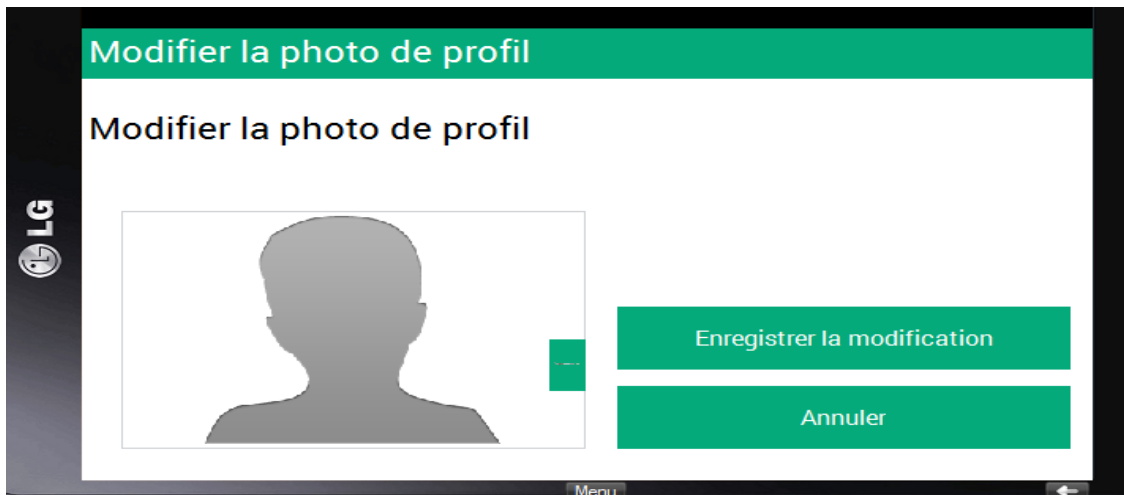 Modifier la photo de profil
Modifier la photo de profil
LG
Enregistrer la modification
Annuler
Menu